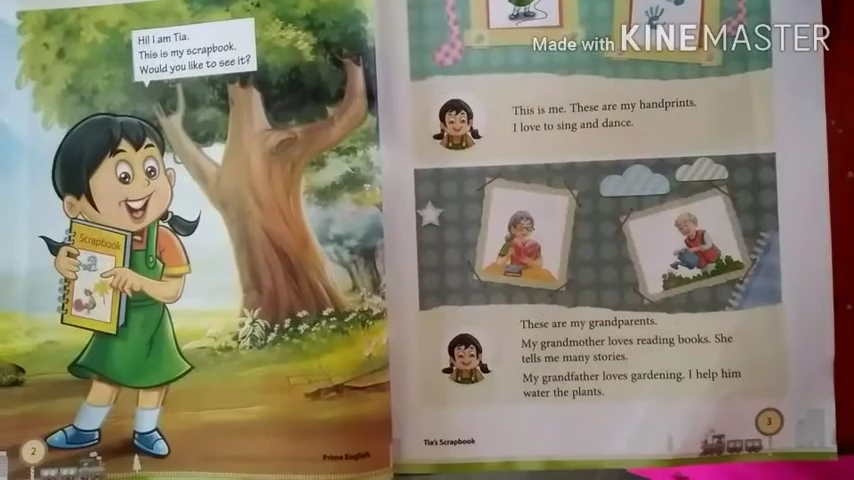 Hi! I am Tia.
This is my scrapbook.
Would you like to see it?
Scrapbook
2
Prime English
Made with KINEMASTER
This is me. These are my handprints.
I love to sing and dance.
These are my grandparents.
My grandmother loves reading books. She
tells me many stories.
My grandfather loves gardening. I help him
water the plants.
Tia's Scrapbook
3